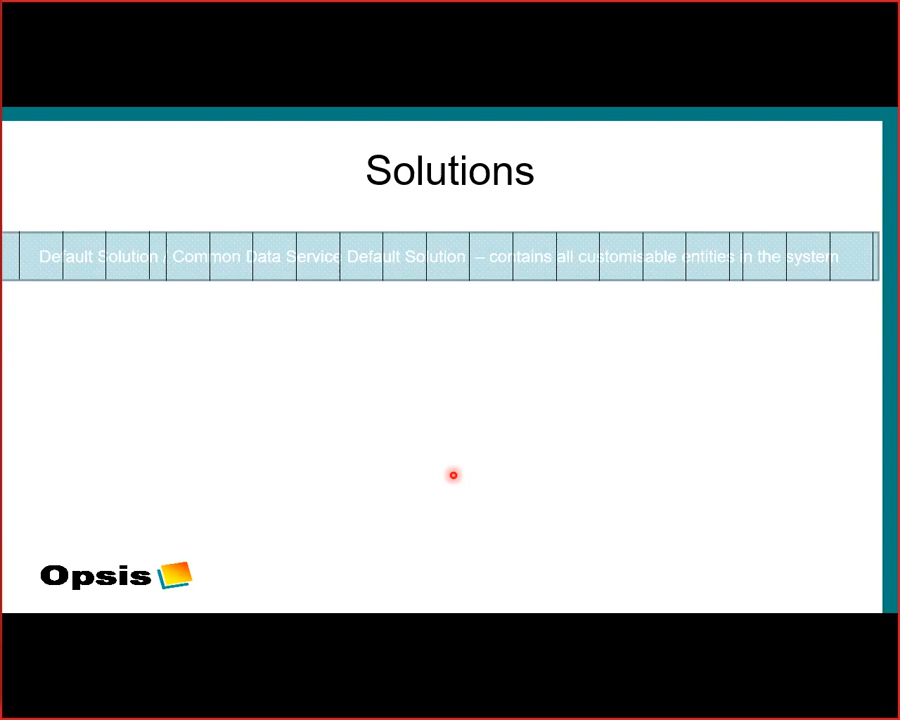 Solutions
Default Solution / Common Data Service Default Solution – contains all customisable entities in the system
Opsis